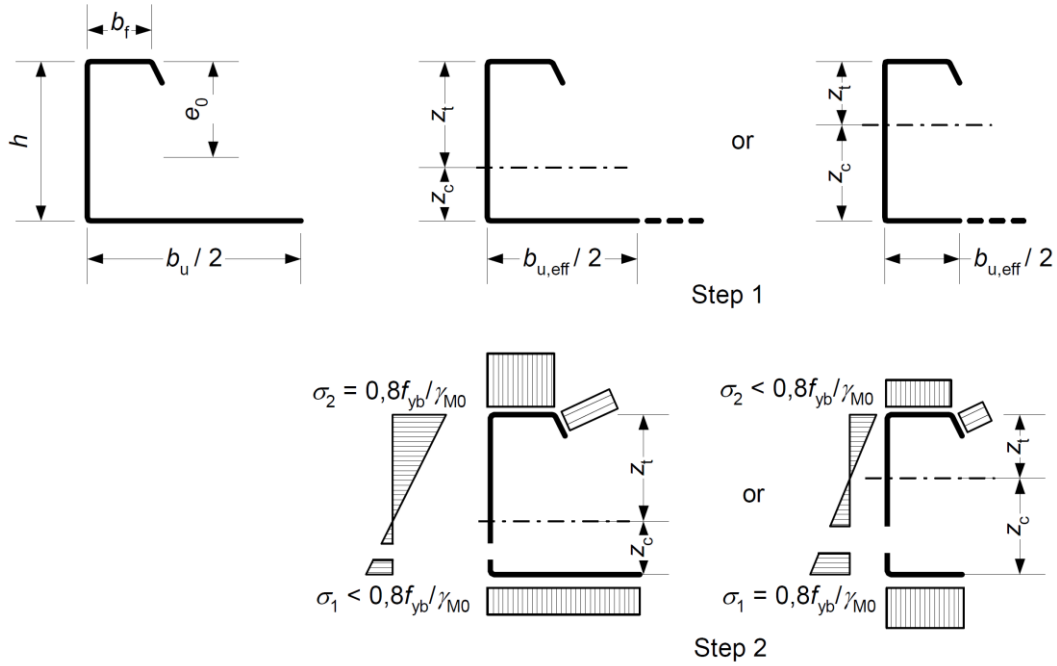 b_f
h
e_0
b_u / 2
z_t
z_c
b_u,eff / 2
or
z_t
z_c
b_u,eff / 2
Step 1
σ_2 = 0,8f_yb/γ_M0
z_t
z_c
σ_1 < 0,8f_yb/γ_M0
or
σ_2 < 0,8f_yb/γ_M0
z_t
z_c
σ_1 = 0,8f_yb/γ_M0
Step 2